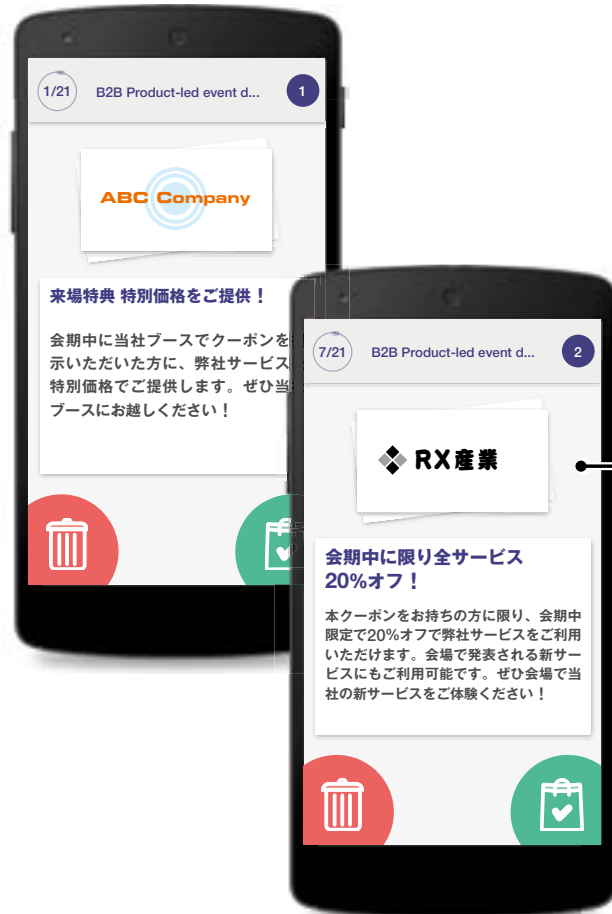 1/21
B2B Product-led event d...
1
ABC Company
来場特典 特別価格をご提供！
会期中に当社ブースでクーポンを
示いただいた方に、弊社サービス
特別価格でご提供します。ぜひ当
ブースにお越しください！
7/21
B2B Product-led event d...
2
RX産業
会期中に限り全サービス
20%オフ！
本クーポンをお持ちの方に限り、会期中
限定で20%オフで弊社サービスをご利用
いただけます。会場で発表される新サー
ビスにもご利用可能です。ぜひ会場で当
社の新サービスをご体験ください！